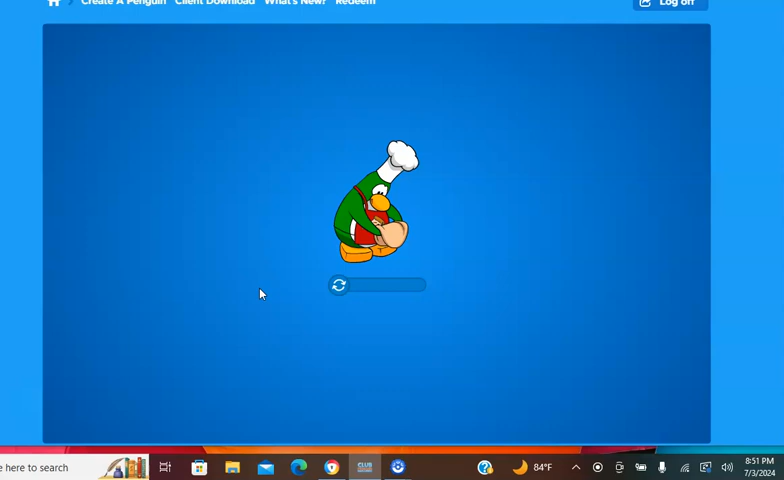 Create A Penguin Client Download What's New? Redeem Log off
e here to search CLUB 84°F 8:51 PM
7/3/2024